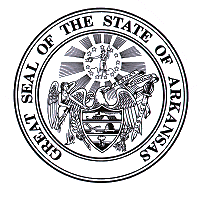 GREAT SEAL OF THE STATE OF ARKANSAS